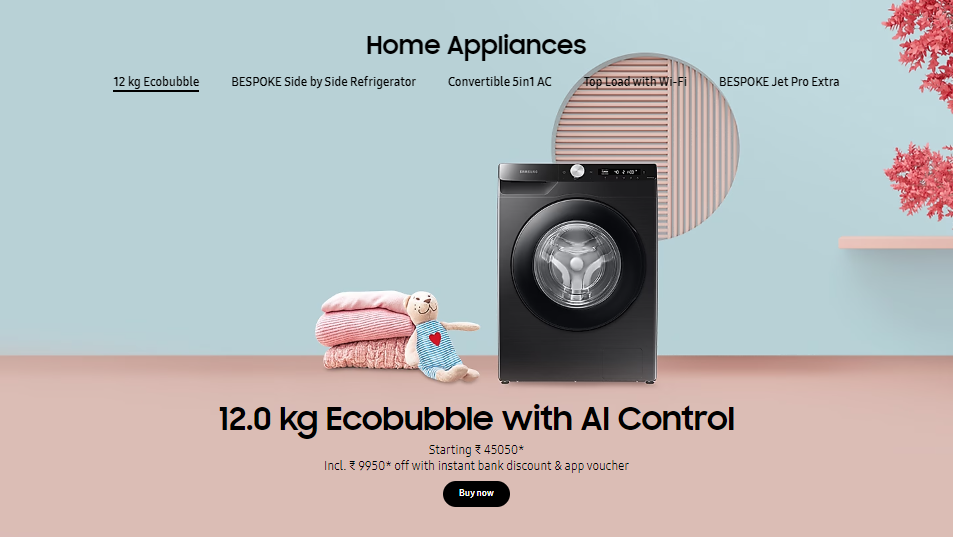 Home Appliances
12 kg Ecobubble BESPOKE Side by Side Refrigerator Convertible 5in1 AC Top Load with Wi-Fi BESPOKE Jet Pro Extra
SAMSUNG
12.0 kg Ecobubble with AI Control
Starting ₹ 45050*
Incl. ₹ 9950* off with instant bank discount & app voucher
Buy now